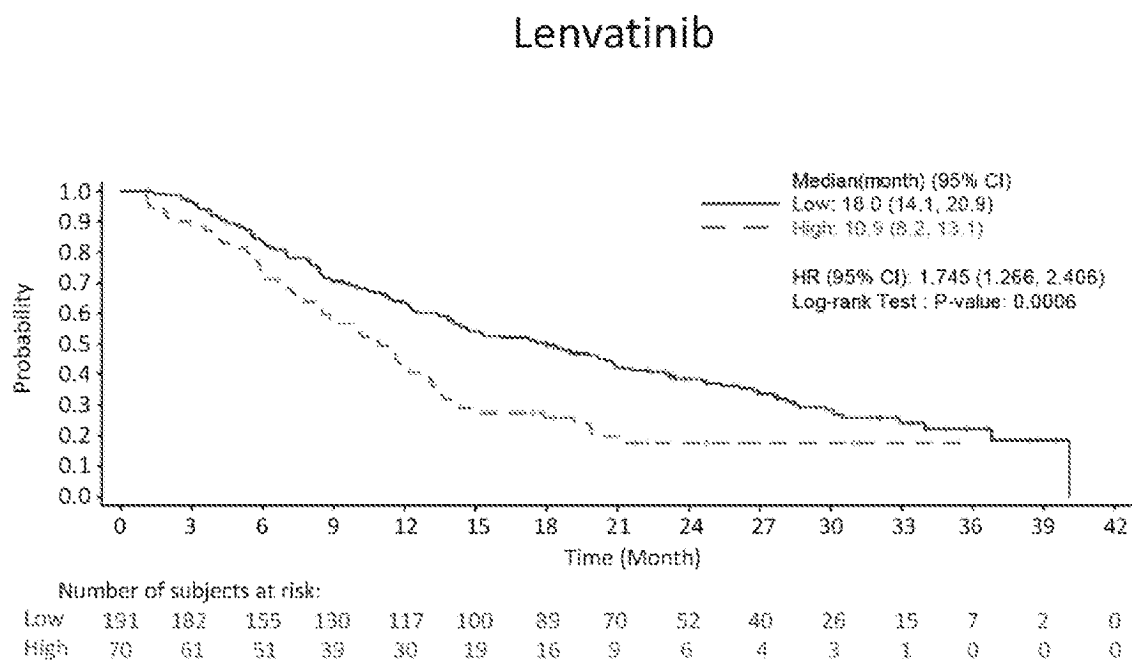 Lenvatinib
Median(month) (95% CI)
Low: 18.0 (14.1, 20.9)
High: 10.9 (8.2, 13.1)
HR (95% CI): 1.745 (1.266, 2.406)
Log-rank Test : P-value: 0.0006
Probability
1.0
0.9
0.8
0.7
0.6
0.5
0.4
0.3
0.2
0.1
0.0
0 3 6 9 12 15 18 21 24 27 30 33 36 39 42
Time (Month)
Number of subjects at risk:
Low 191 182 155 130 117 100 89 70 52 40 26 15 7 2 0
High 70 61 51 39 30 19 16 9 6 4 3 1 0 0 0